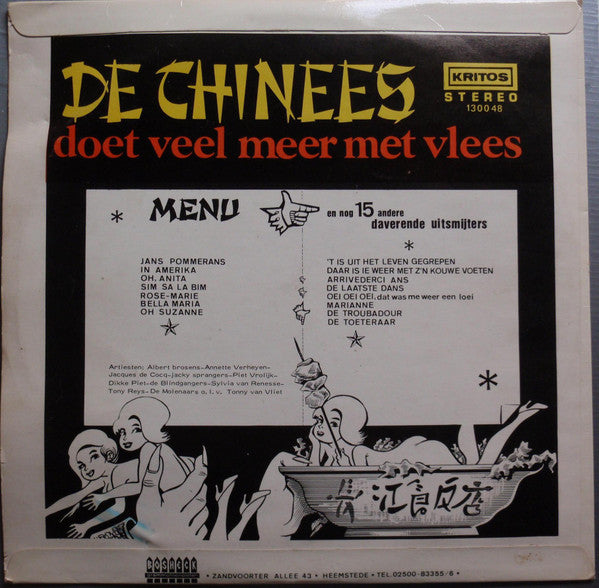 DE CHINEES
doet veel meer met vlees
KRITOS
STEREO
130048
MENU
en nog 15 andere
daverende uitsmijters
JANS POMMERANS
IN AMERIKA
OH, ANITA
SIM SA LA BIM
ROSE-MARIE
BELLA MARIA
OH SUZANNE
'T IS UIT HET LEVEN GEGREPEN
DAAR IS IE WEER MET Z'N KOUWE VOETEN
ARRIVEDERCI ANS
DE LAATSTE DANS
OEI OEI OEI, dat was me weer een loei
MARIANNE
DE TROUBADOUR
DE TOETERAAR
Artiesten; Albert brosens-Annette Verheyen-
Jacques de Cocq-jacky sprangers-Piet Vrolijk-
Dikke Piet-de Blindgangers-Sylvia van Renesse-
Tony Reys-De Molenaars o.l.v. Tonny van Vliet
長江飯店
BOSHECK
• ZANDVOORTER ALLEE 43 • HEEMSTEDE • TEL 02500-83355/6 •